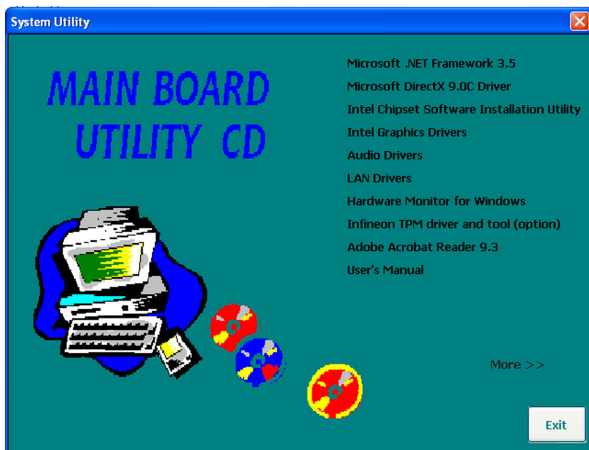 System Utility
MAIN BOARD
UTILITY CD
Microsoft .NET Framework 3.5
Microsoft DirectX 9.0C Driver
Intel Chipset Software Installation Utility
Intel Graphics Drivers
Audio Drivers
LAN Drivers
Hardware Monitor for Windows
Infineon TPM driver and tool (option)
Adobe Acrobat Reader 9.3
User's Manual
More >>
Exit